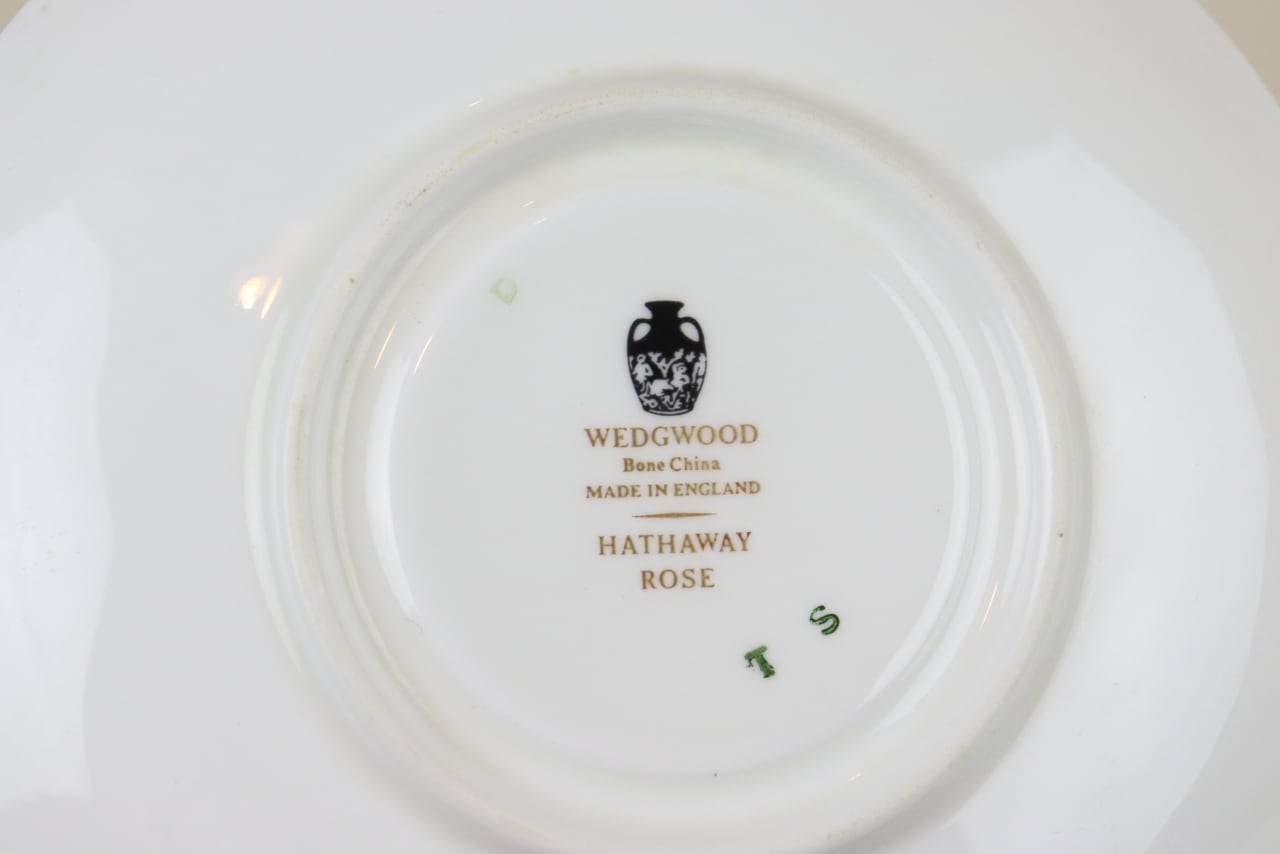 D
WEDGWOOD
Bone China
MADE IN ENGLAND
HATHAWAY
ROSE
S
T